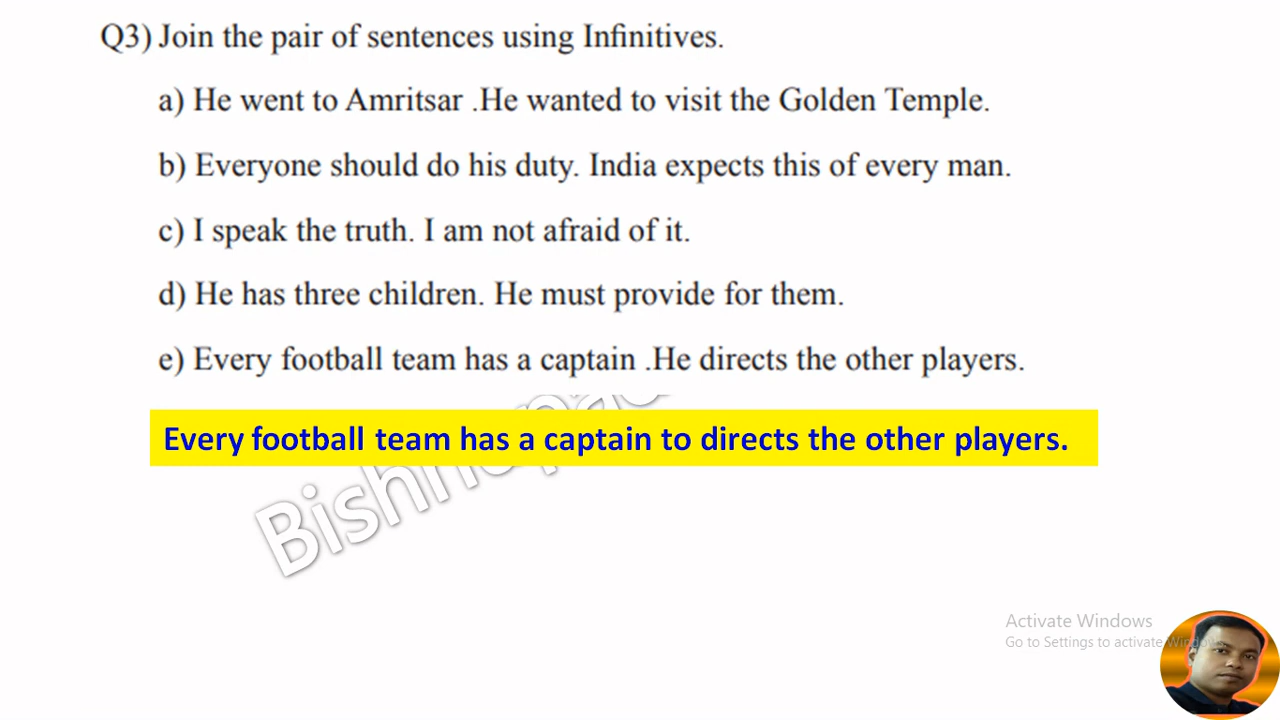 Q3) Join the pair of sentences using Infinitives.
a) He went to Amritsar .He wanted to visit the Golden Temple.
b) Everyone should do his duty. India expects this of every man.
c) I speak the truth. I am not afraid of it.
d) He has three children. He must provide for them.
e) Every football team has a captain .He directs the other players.
Every football team has a captain to directs the other players.
Activate Windows
Go to Settings to activate Windows